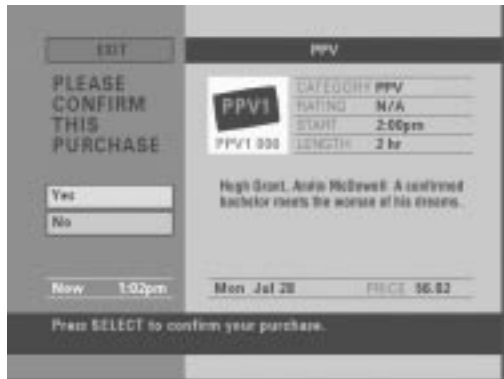 EXIT
PPV
PLEASE
CONFIRM
THIS
PURCHASE
PPV1
PPV1 000
CATEGORY PPV
RATING N/A
START 2:00pm
LENGTH 2 hr
Yes
No
Hugh Grant, Andie McDowell. A confirmed
bachelor meets the woman of his dreams.
Now 1:02pm
Mon Jul 28
PRICE
Press SELECT to confirm your purchase.